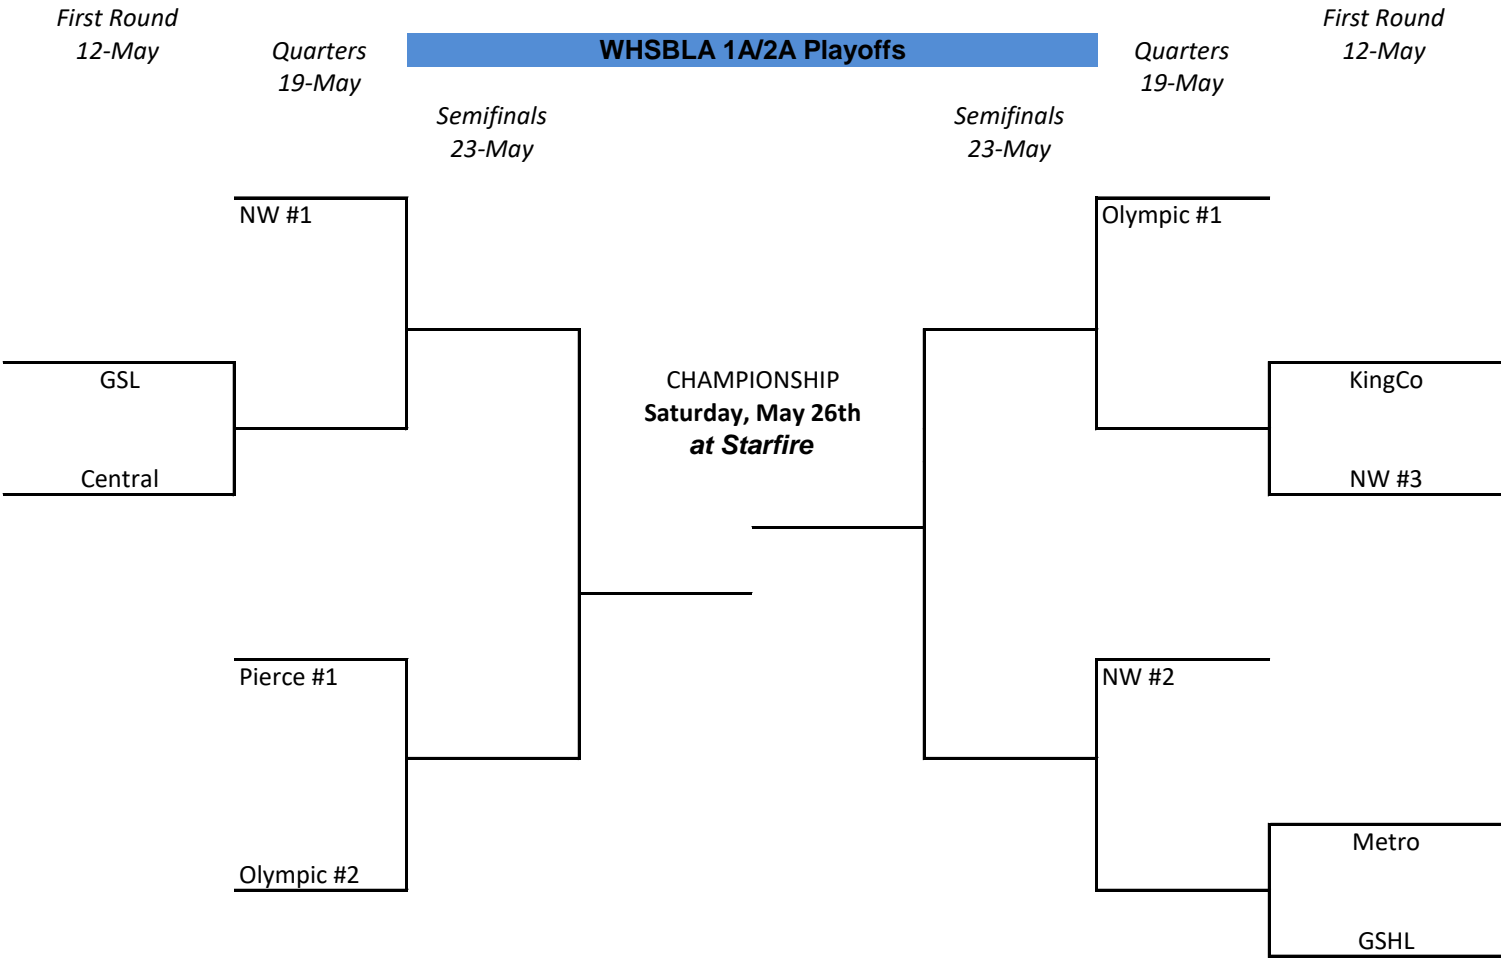 First Round
12-May
Quarters
19-May
WHSBLA 1A/2A Playoffs
Quarters
19-May
First Round
12-May
Semifinals
23-May
Semifinals
23-May
NW #1
Olympic #1
GSL
CHAMPIONSHIP
KingCo
Saturday, May 26th
at Starfire
Central
NW #3
Pierce #1
NW #2
Metro
Olympic #2
GSHL